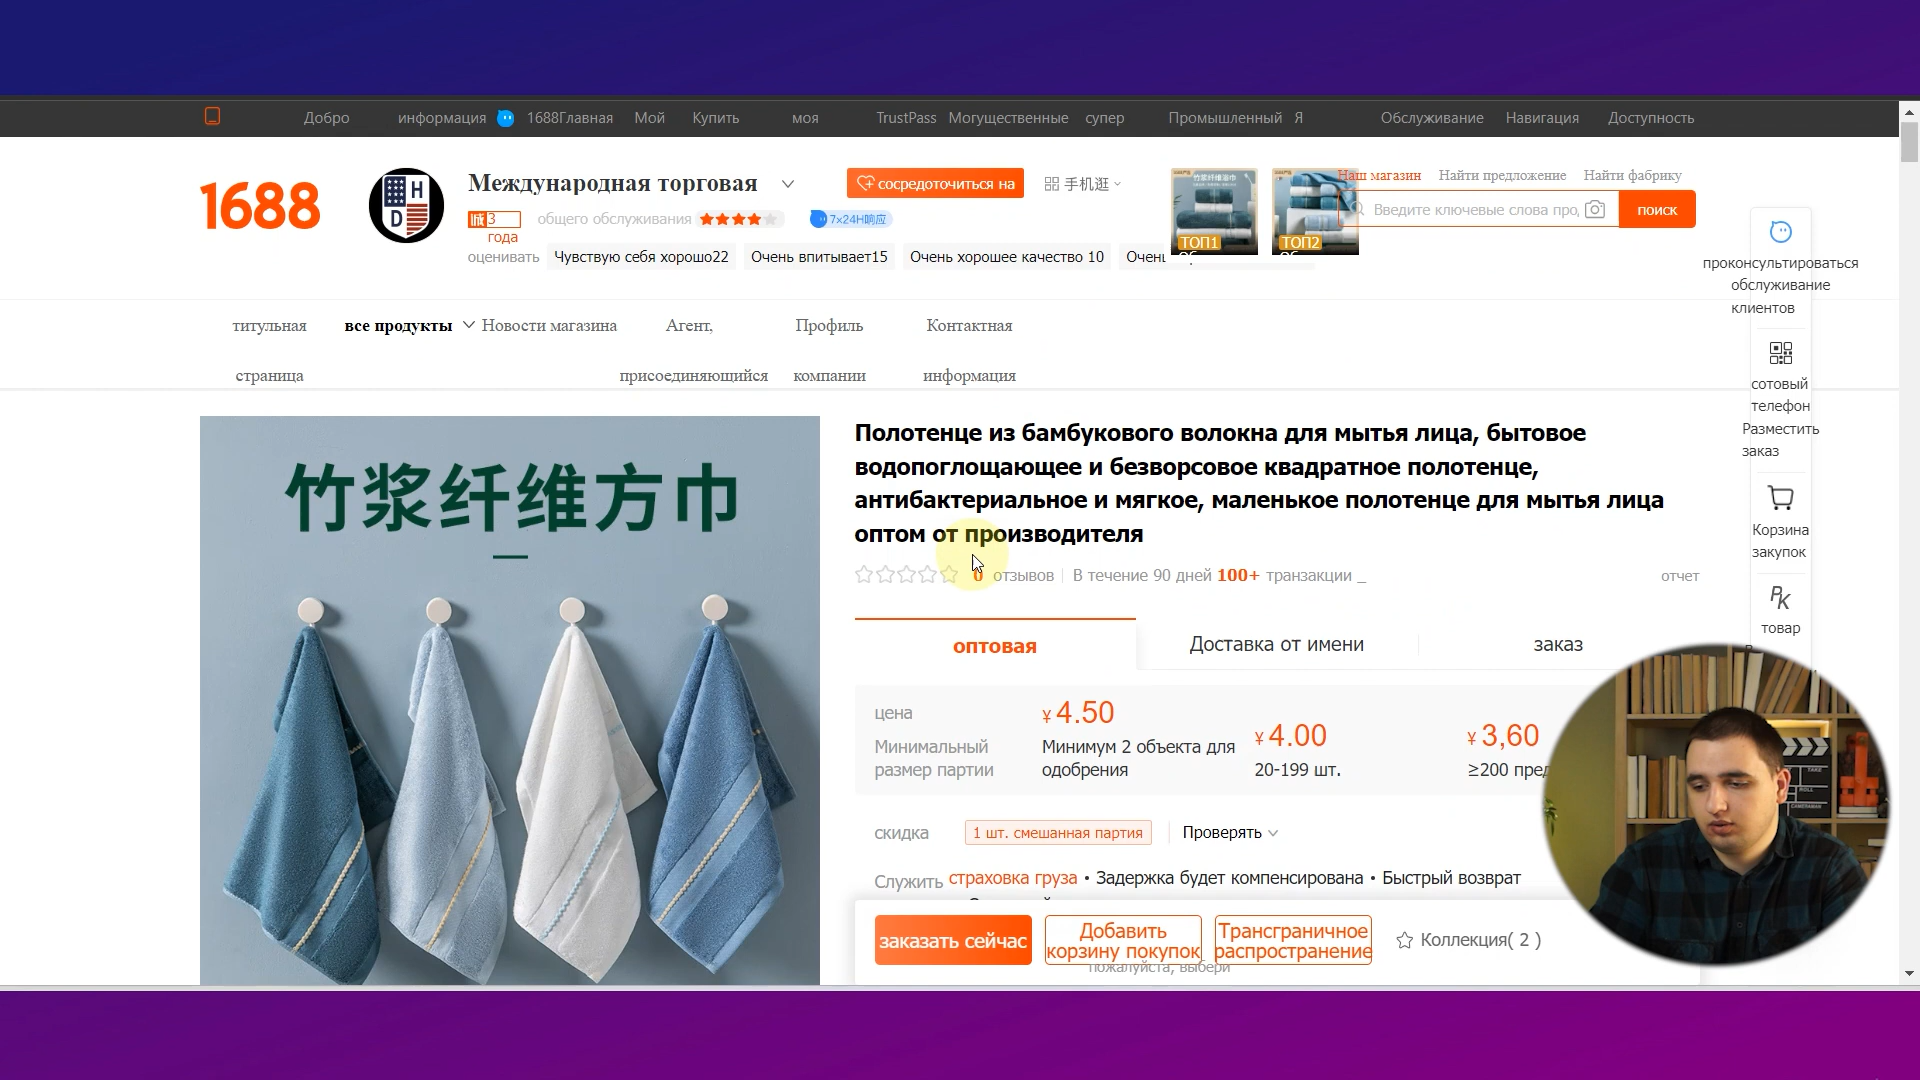 Добро информация 1688Главная Мой Купить моя TrustPass Могущественные супер Промышленный Я Обслуживание Навигация Доступность
1688
H
D
Международная торговая
сосредоточиться на
手机逛
3
года
общего обслуживания
7×24H响应
оценивать Чувствую себя хорошо22 Очень впитывает15 Очень хорошее качество 10
ТОП1
ТОП2
Наш магазин Найти предложение Найти фабрику
Введите ключевые слова про,
поиск
титульная
страница
все продукты
Новости магазина
Агент,
присоединяющийся
Профиль
компании
Контактная
информация
проконсультироваться
обслуживание
клиентов
сотовый
телефон
Разместить
заказ
Корзина
закупок
товар
竹浆纤维方巾
Полотенце из бамбукового волокна для мытья лица, бытовое
водопоглощающее и безворсовое квадратное полотенце,
антибактериальное и мягкое, маленькое полотенце для мытья лица
оптом от производителя
0 отзывов В течение 90 дней 100+ транзакции _
отчет
оптовая
Доставка от имени
заказ
цена
¥ 4.50
¥ 4.00
¥ 3,60
Минимальный
размер партии
Минимум 2 объекта для
одобрения
20-199 шт.
≥200 пред
скидка
1 шт. смешанная партия
Проверять
Служить страховка груза • Задержка будет компенсирована • Быстрый возврат
заказать сейчас
Добавить
корзину покупок
Трансграничное
распространение
Коллекция( 2 )
пожалуйста, выбери